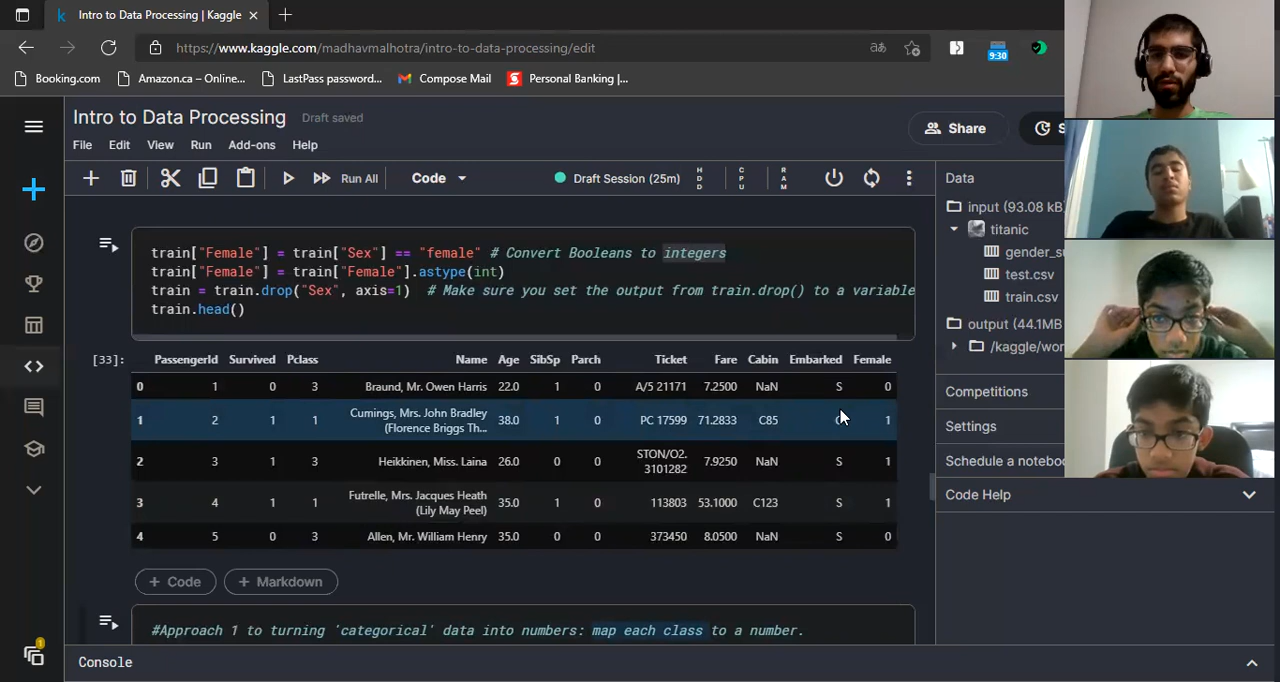 Intro to Data Processing | Kaggle
https://www.kaggle.com/madhavmalhotra/intro-to-data-processing/edit
9:30
Booking.com
Amazon.ca – Online...
LastPass password...
Compose Mail
Personal Banking |...
Intro to Data Processing
Draft saved
Share
File Edit View Run Add-ons Help
Run All
Code
Draft Session (25m)
HDD
CPU
RAM
train["Female"] = train["Sex"] == "female" # Convert Booleans to integers
train["Female"] = train["Female"].astype(int)
train = train.drop("Sex", axis=1) # Make sure you set the output from train.drop() to a variable
train.head()
[33]:
PassengerId Survived Pclass Name Age SibSp Parch Ticket Fare Cabin Embarked Female
0 1 0 3 Braund, Mr. Owen Harris 22.0 1 0 A/5 21171 7.2500 NaN S 0
1 2 1 1 Cumings, Mrs. John Bradley (Florence Briggs Th... 38.0 1 0 PC 17599 71.2833 C85 1
2 3 1 3 Heikkinen, Miss. Laina 26.0 0 0 STON/O2. 3101282 7.9250 NaN S 1
3 4 1 1 Futrelle, Mrs. Jacques Heath (Lily May Peel) 35.0 1 0 113803 53.1000 C123 S 1
4 5 0 3 Allen, Mr. William Henry 35.0 0 0 373450 8.0500 NaN S 0
+ Code
+ Markdown
#Approach 1 to turning 'categorical' data into numbers: map each class to a number.
Console
Data
input (93.08 kB
titanic
gender_su
test.csv
train.csv
output (44.1MB
/kaggle/wor
Competitions
Settings
Schedule a notebo
Code Help
1